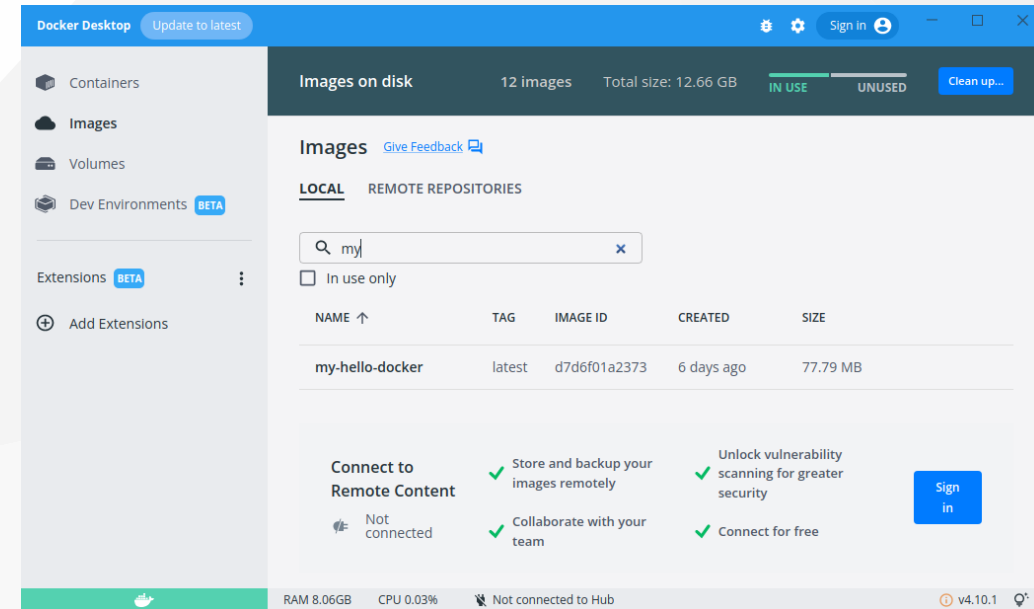 Docker Desktop Update to latest Sign in
Containers
Images
Volumes
Dev Environments BETA
Extensions BETA
Add Extensions
Images on disk 12 images Total size: 12.66 GB IN USE UNUSED Clean up...
Images Give Feedback
LOCAL REMOTE REPOSITORIES
my
In use only
NAME TAG IMAGE ID CREATED SIZE
my-hello-docker latest d7d6f01a2373 6 days ago 77.79 MB
Connect to
Remote Content
Not
connected
Store and backup your
images remotely
Collaborate with your
team
Unlock vulnerability
scanning for greater
security
Connect for free
Sign
in
RAM 8.06GB CPU 0.03% Not connected to Hub v4.10.1